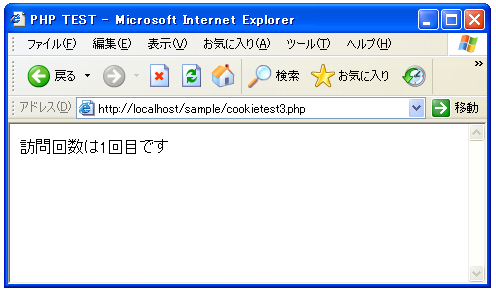 PHP TEST - Microsoft Internet Explorer
ファイル(F) 編集(E) 表示(V) お気に入り(A) ツール(T) ヘルプ(H)
戻る 検索 お気に入り »
アドレス(D) http://localhost/sample/cookietest3.php 移動
訪問回数は1回目です